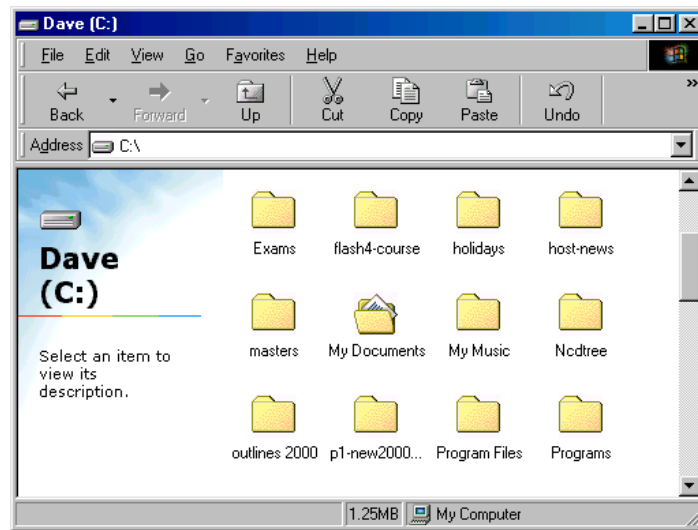 Dave (C:)
File Edit View Go Favorites Help
Back Forward Up Cut Copy Paste Undo »
Address C:\
Dave
(C:)
Select an item to
view its
description.
Exams flash4-course holidays host-news
masters My Documents My Music Ncdtree
outlines 2000 p1-new2000... Program Files Programs
1.25MB My Computer